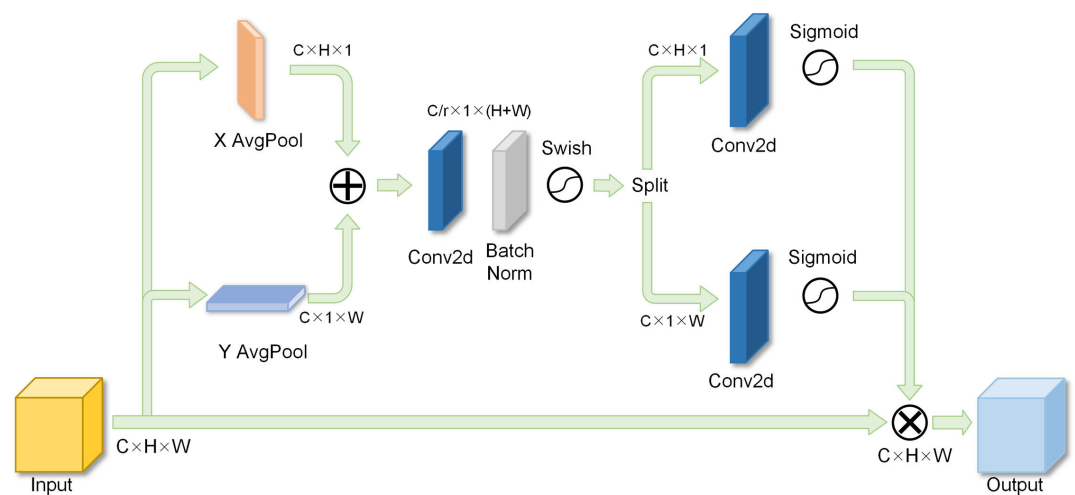 C×H×1
X AvgPool
C/r×1×(H+W)
Conv2d
Batch
Norm
Swish
Split
C×H×1
Sigmoid
Conv2d
C×1×W
Y AvgPool
C×1×W
Sigmoid
Conv2d
C×H×W
Input
C×H×W
Output